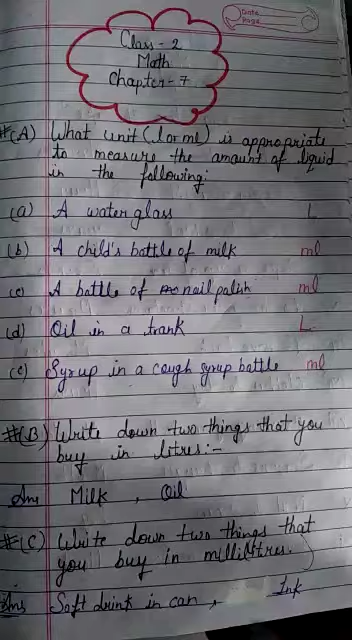 Date
Page
Class - 2
Math
Chapter - 7
#(A) What unit (l or ml) is appropriate
to measure the amount of liquid
in the following:
(a) A water glass L
(b) A child's bottle of milk ml
(c) A bottle of nail palish ml
(d) Oil in a trank L
(e) Syrup in a cough syrup bottle ml
#(B) Write down two things that you
buy in litres:-
Ans Milk , Oil
#(C) Write down two things that
you buy in millilitres.
Ans Soft drink in can , Ink